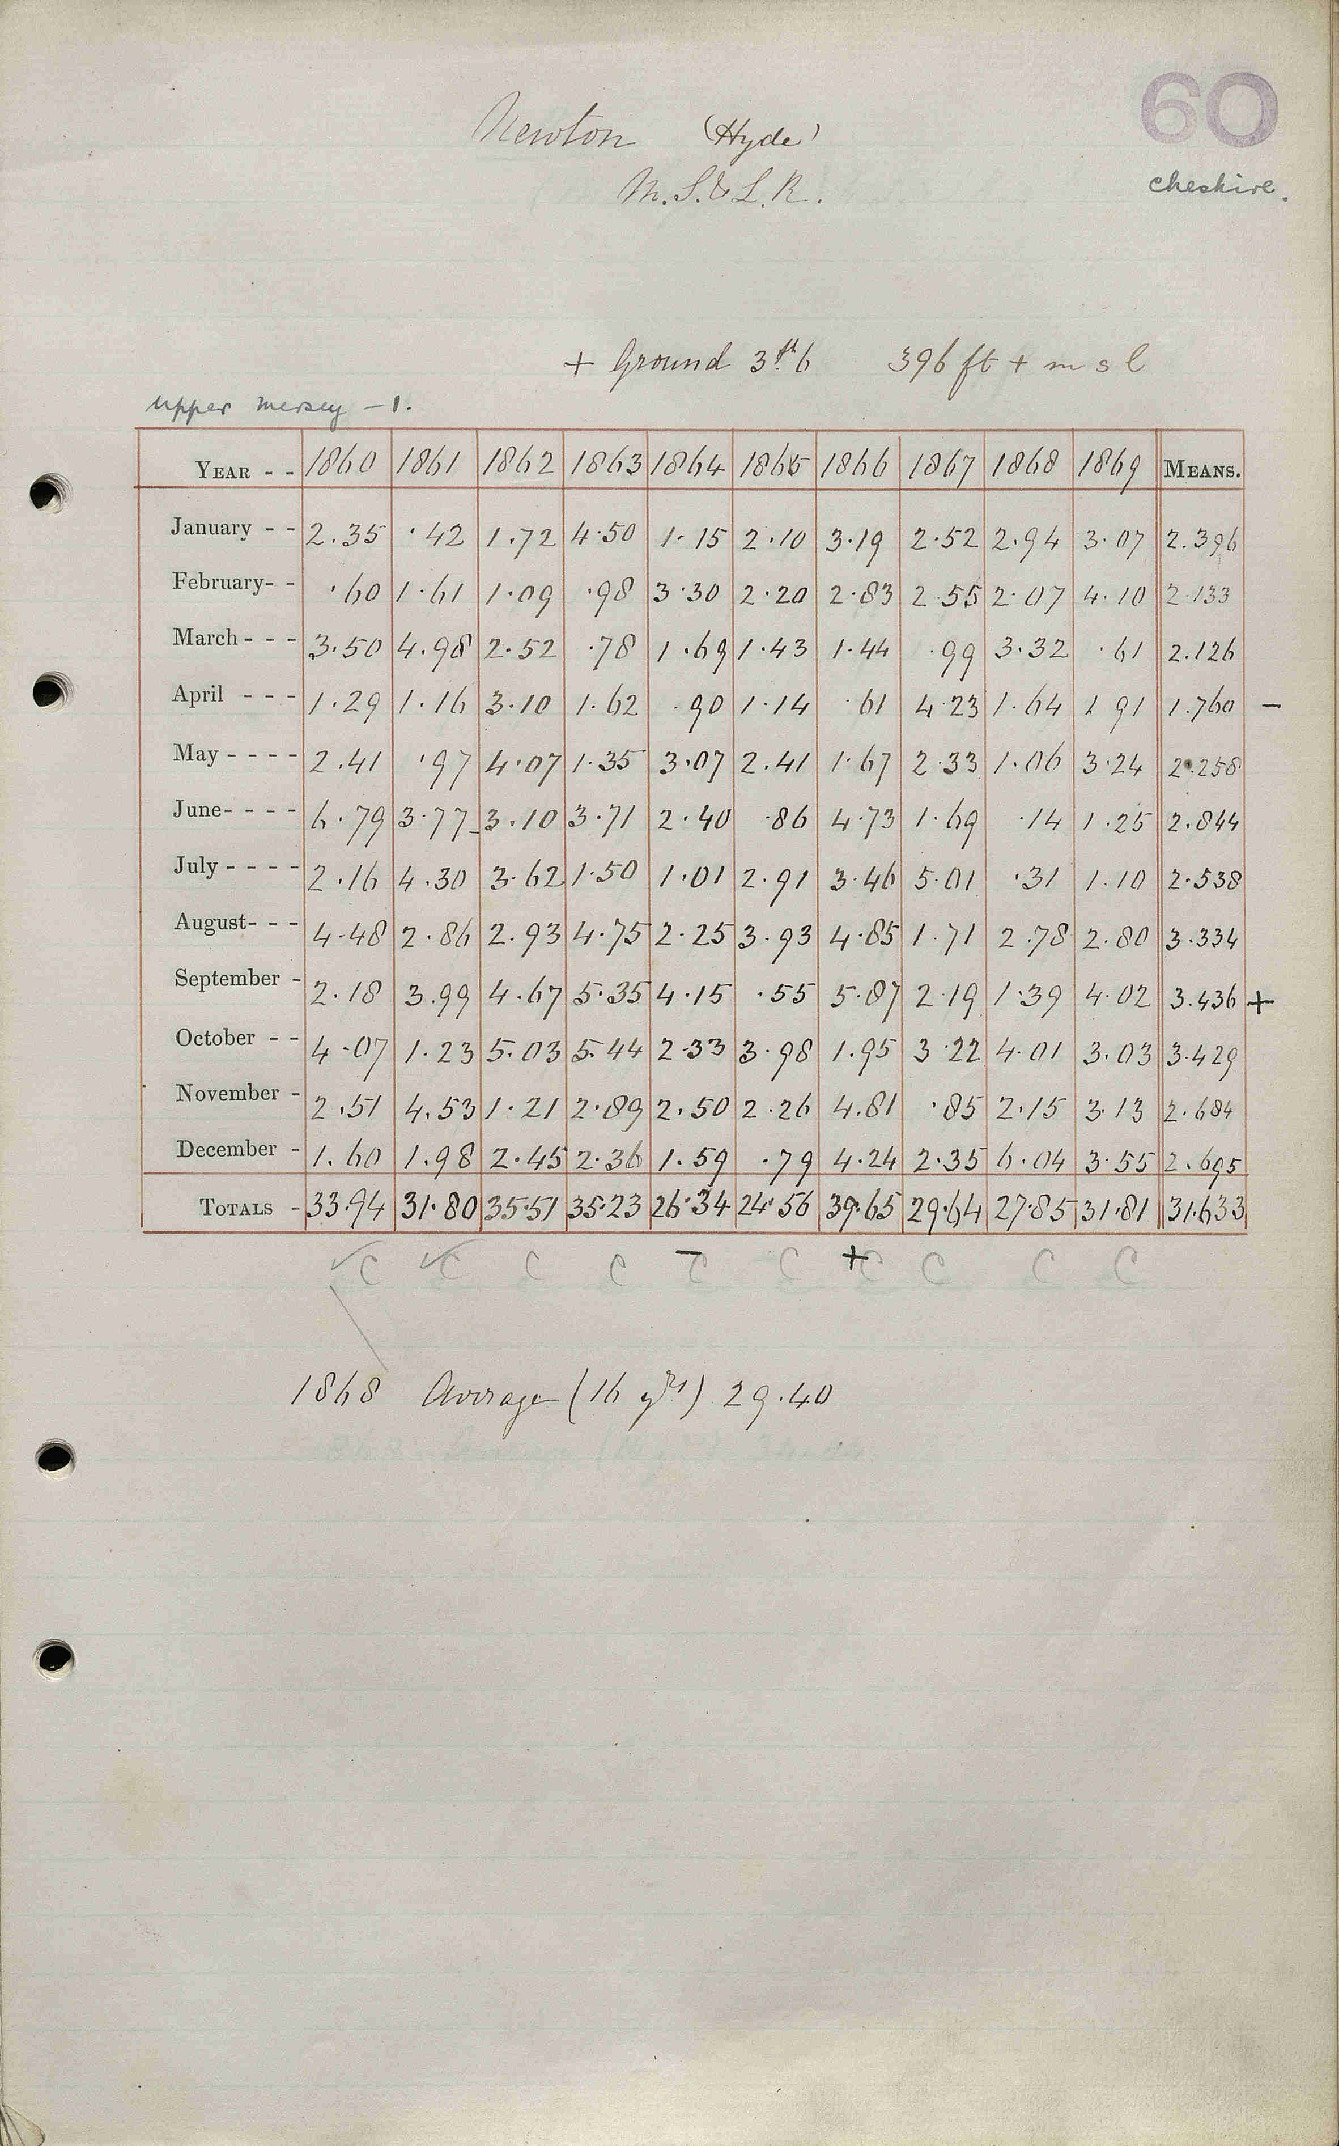 60
Newton (Hyde)
Cheshire.
M. S. & L. R.
+ Ground 3ft. 6 396 ft + m s l
Upper Mersey - 1.
YEAR - - 1860 1861 1862 1863 1864 1865 1866 1867 1868 1869 MEANS.
January - - 2.35 .42 1.72 4.50 1.15 2.10 3.19 2.52 2.94 3.07 2.396
February - - .60 1.61 1.09 .98 3.30 2.20 2.83 2.55 2.07 4.10 2.133
March - - - 3.50 4.98 2.52 .78 1.69 1.43 1.44 .99 3.32 .61 2.126
April - - - 1.29 1.16 3.10 1.62 .90 1.14 .61 4.23 1.64 1.91 1.760 -
May - - - - 2.41 .97 4.07 1.35 3.07 2.41 1.67 2.33 1.06 3.24 2.258
June - - - - 6.79 3.77 3.10 3.71 2.40 .86 4.73 1.69 .14 1.25 2.844
July - - - - 2.16 4.30 3.62 1.50 1.01 2.91 3.46 5.01 .31 1.10 2.538
August - - - 4.48 2.86 2.93 4.75 2.25 3.93 4.85 1.71 2.78 2.80 3.334
September - 2.18 3.99 4.67 5.35 4.15 .55 5.87 2.19 1.39 4.02 3.436 +
October - - 4.07 1.23 5.03 5.44 2.33 3.98 1.95 3.22 4.01 3.03 3.429
November - 2.51 4.53 1.21 2.89 2.50 2.26 4.81 .85 2.15 3.13 2.684
December - 1.60 1.98 2.45 2.36 1.59 .79 4.24 2.35 6.04 3.55 2.695
TOTALS - 33.94 31.80 35.51 35.23 26.34 24.56 39.65 29.64 27.85 31.81 31.633
✓C ✓C C C - C C + C C C C
1868 Average (16 yrs) 29.40